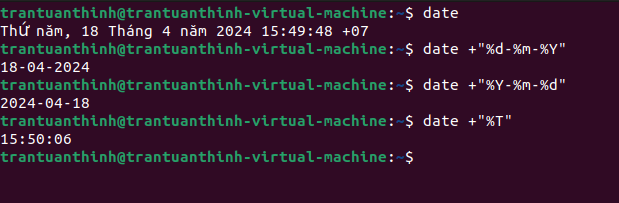 trantuanthinh@trantuanthinh-virtual-machine:~$ date
Thứ năm, 18 Tháng 4 năm 2024 15:49:48 +07
trantuanthinh@trantuanthinh-virtual-machine:~$ date +"%d-%m-%Y"
18-04-2024
trantuanthinh@trantuanthinh-virtual-machine:~$ date +"%Y-%m-%d"
2024-04-18
trantuanthinh@trantuanthinh-virtual-machine:~$ date +"%T"
15:50:06
trantuanthinh@trantuanthinh-virtual-machine:~$